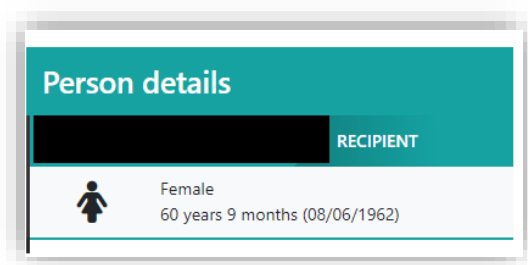 Person details
RECIPIENT
Female
60 years 9 months (08/06/1962)